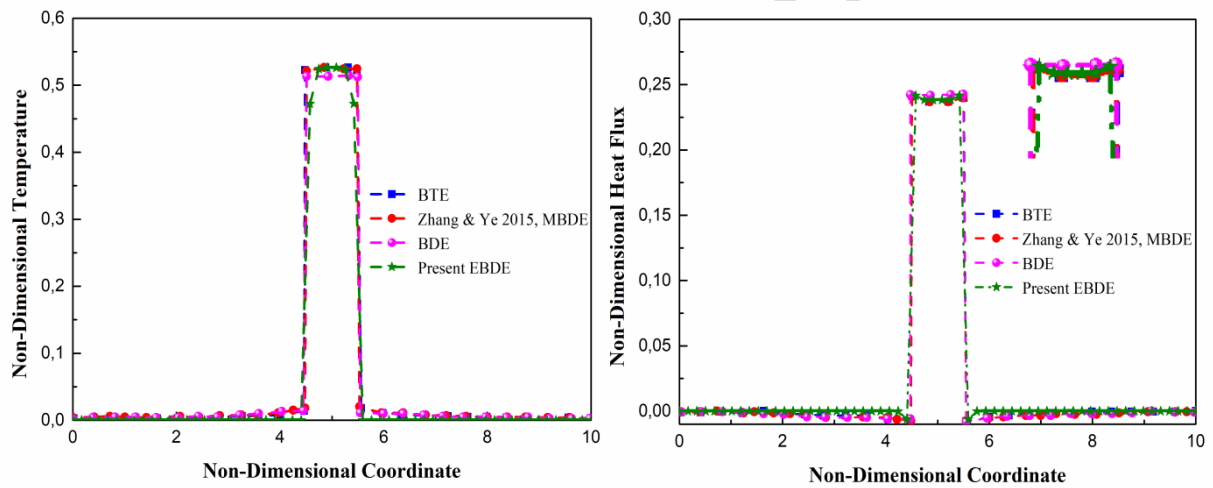 0,6
0,5
0,4
0,3
0,2
0,1
0,0
Non-Dimensional Temperature
BTE
Zhang & Ye 2015, MBDE
BDE
Present EBDE
0 2 4 6 8 10
Non-Dimensional Coordinate
0,30
0,25
0,20
0,15
0,10
0,05
0,00
Non-Dimensional Heat Flux
BTE
Zhang & Ye 2015, MBDE
BDE
Present EBDE
0 2 4 6 8 10
Non-Dimensional Coordinate